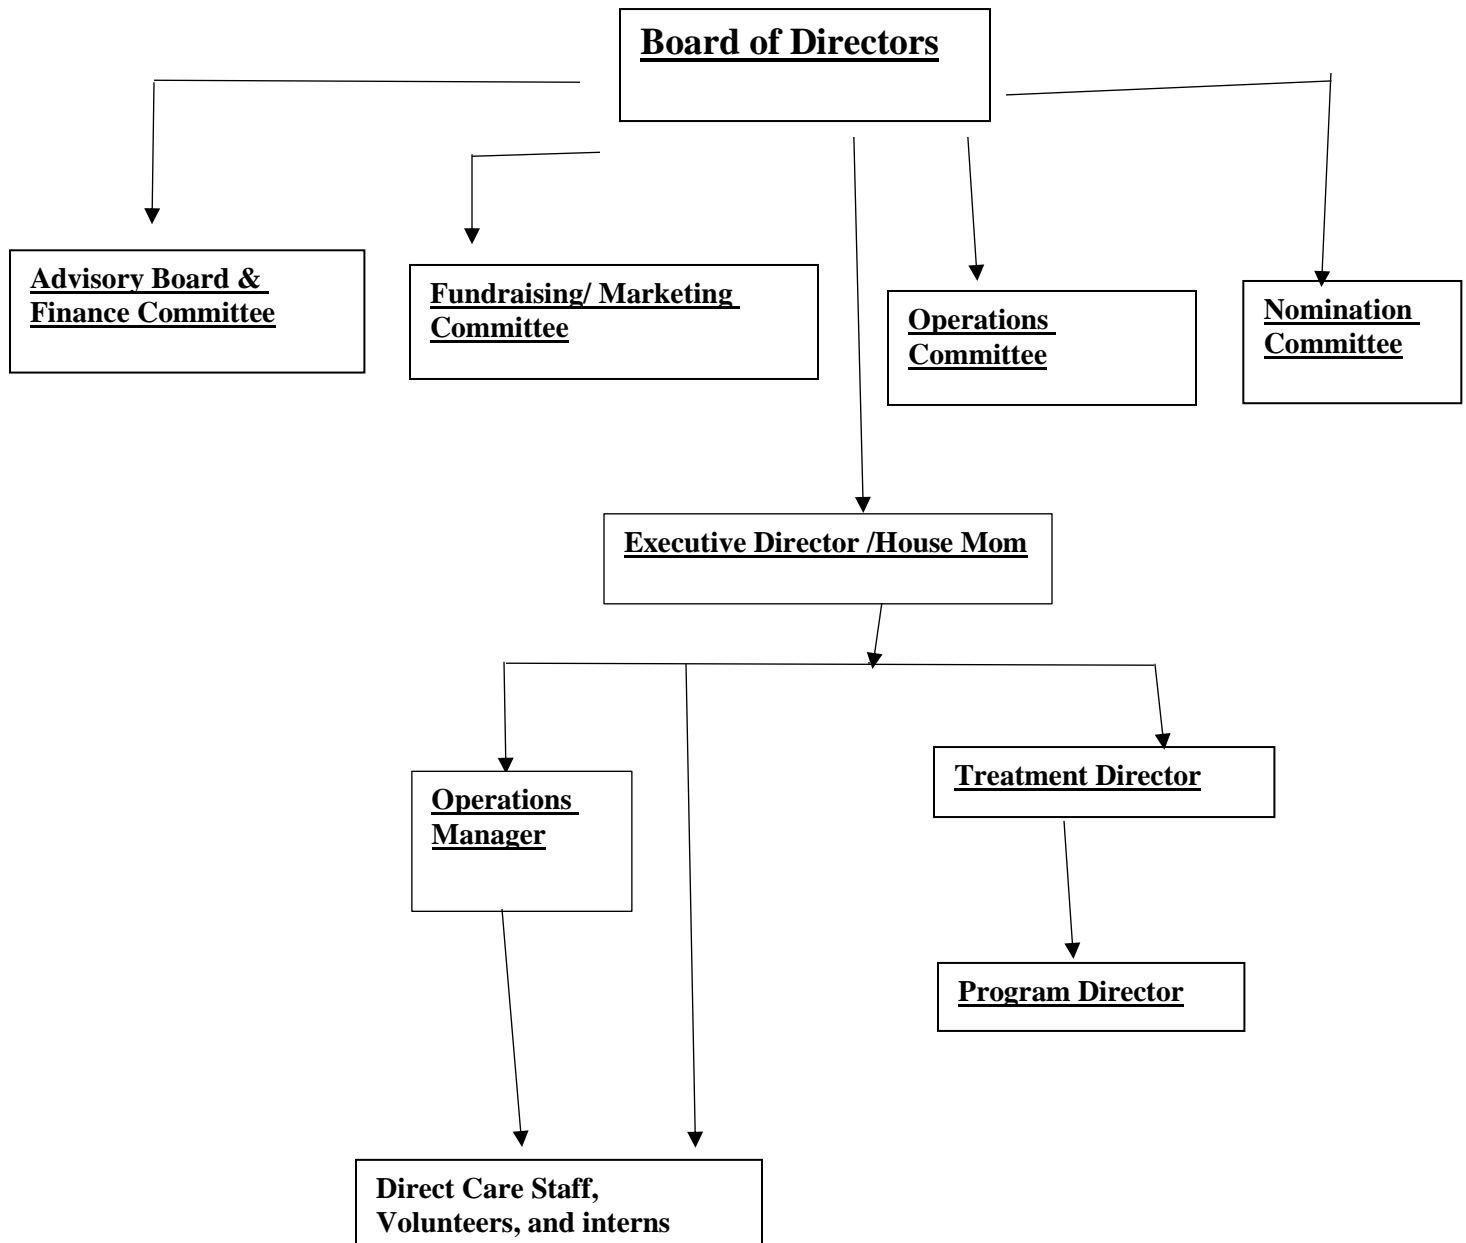 Board of Directors
Advisory Board &
Finance Committee
Fundraising/ Marketing
Committee
Operations
Committee
Nomination
Committee
Executive Director /House Mom
Operations
Manager
Treatment Director
Program Director
Direct Care Staff,
Volunteers, and interns